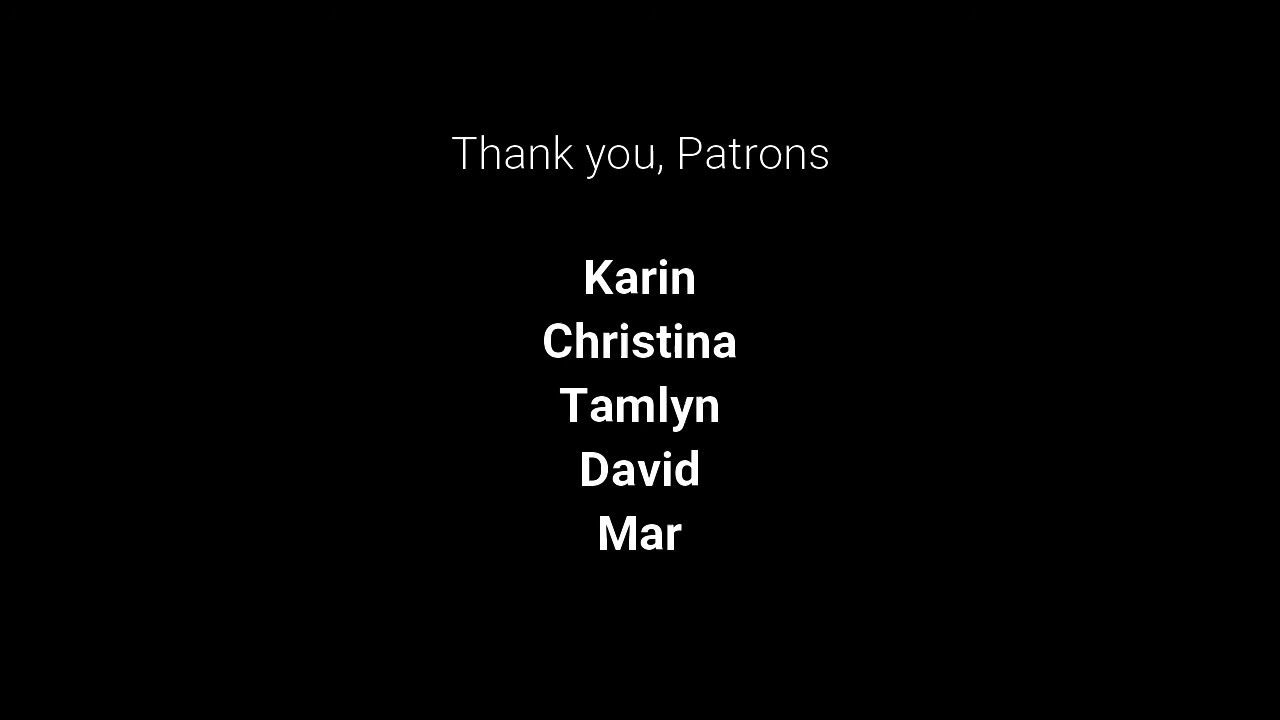 Thank you, Patrons
Karin
Christina
Tamlyn
David
Mar